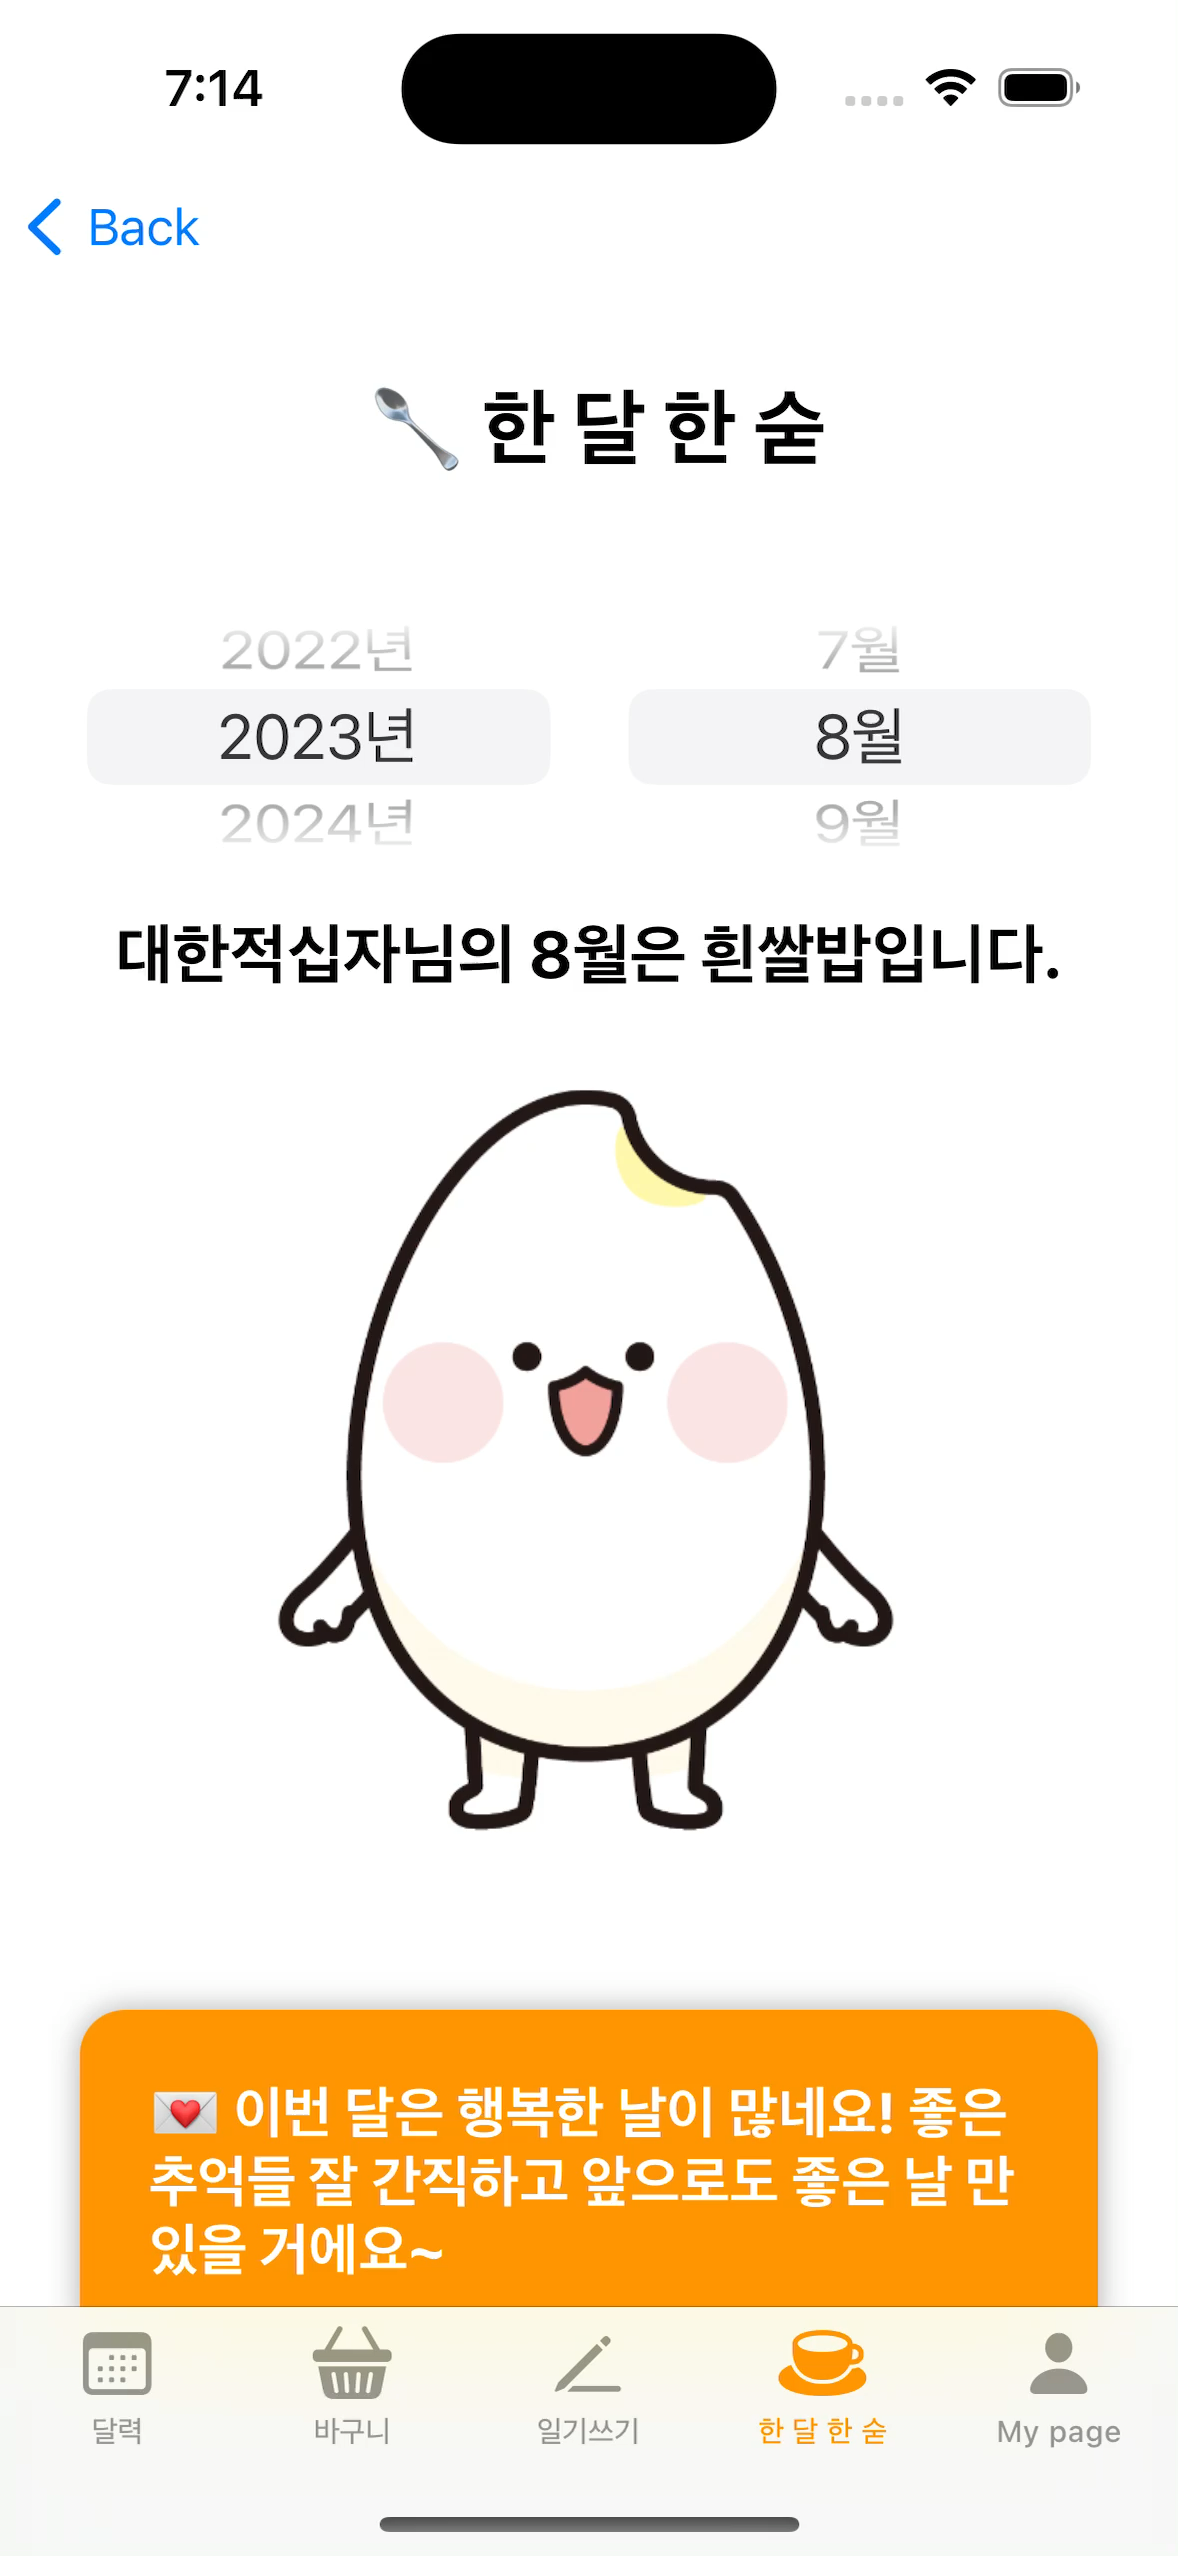 7:14
Back
한 달 한 숟
2022년 7월
2023년 8월
2024년 9월
대한적십자님의 8월은 흰쌀밥입니다.
💌 이번 달은 행복한 날이 많네요! 좋은
추억들 잘 간직하고 앞으로도 좋은 날 만
있을 거에요~
달력 바구니 일기쓰기 한 달 한 숟 My page